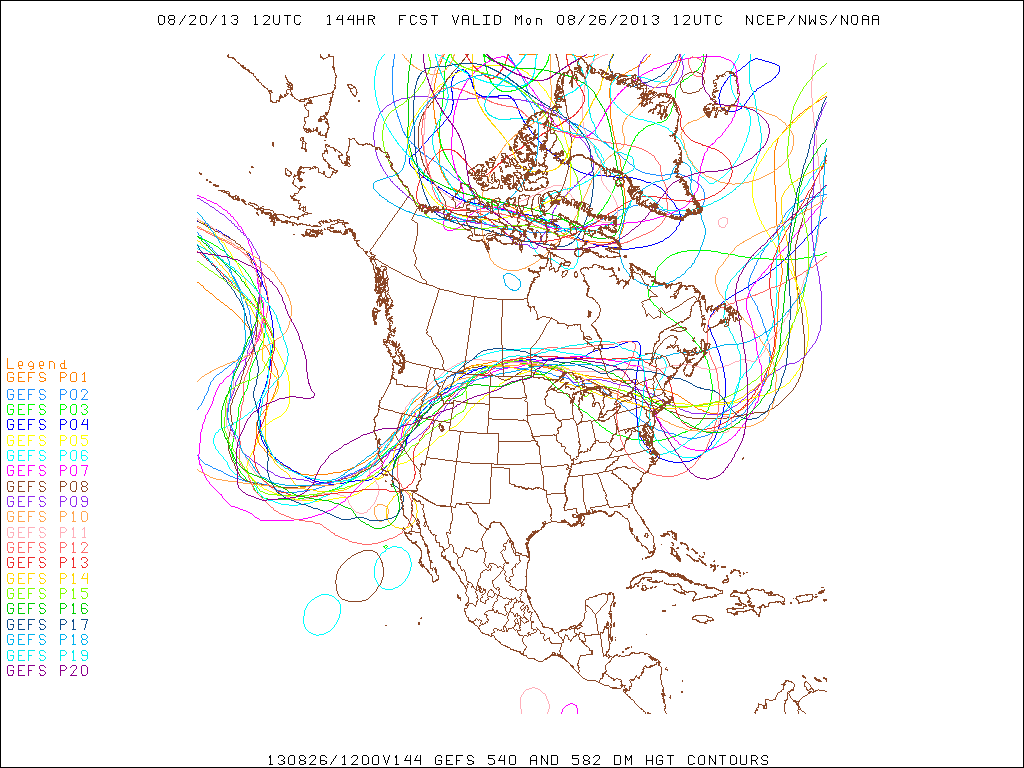 08/20/13 12UTC 144HR FCST VALID Mon 08/26/2013 12UTC NCEP/NWS/NOAA
Legend
GEFS P01
GEFS P02
GEFS P03
GEFS P04
GEFS P05
GEFS P06
GEFS P07
GEFS P08
GEFS P09
GEFS P10
GEFS P11
GEFS P12
GEFS P13
GEFS P14
GEFS P15
GEFS P16
GEFS P17
GEFS P18
GEFS P19
GEFS P20
130826/1200V144 GEFS 540 AND 582 DM HGT CONTOURS